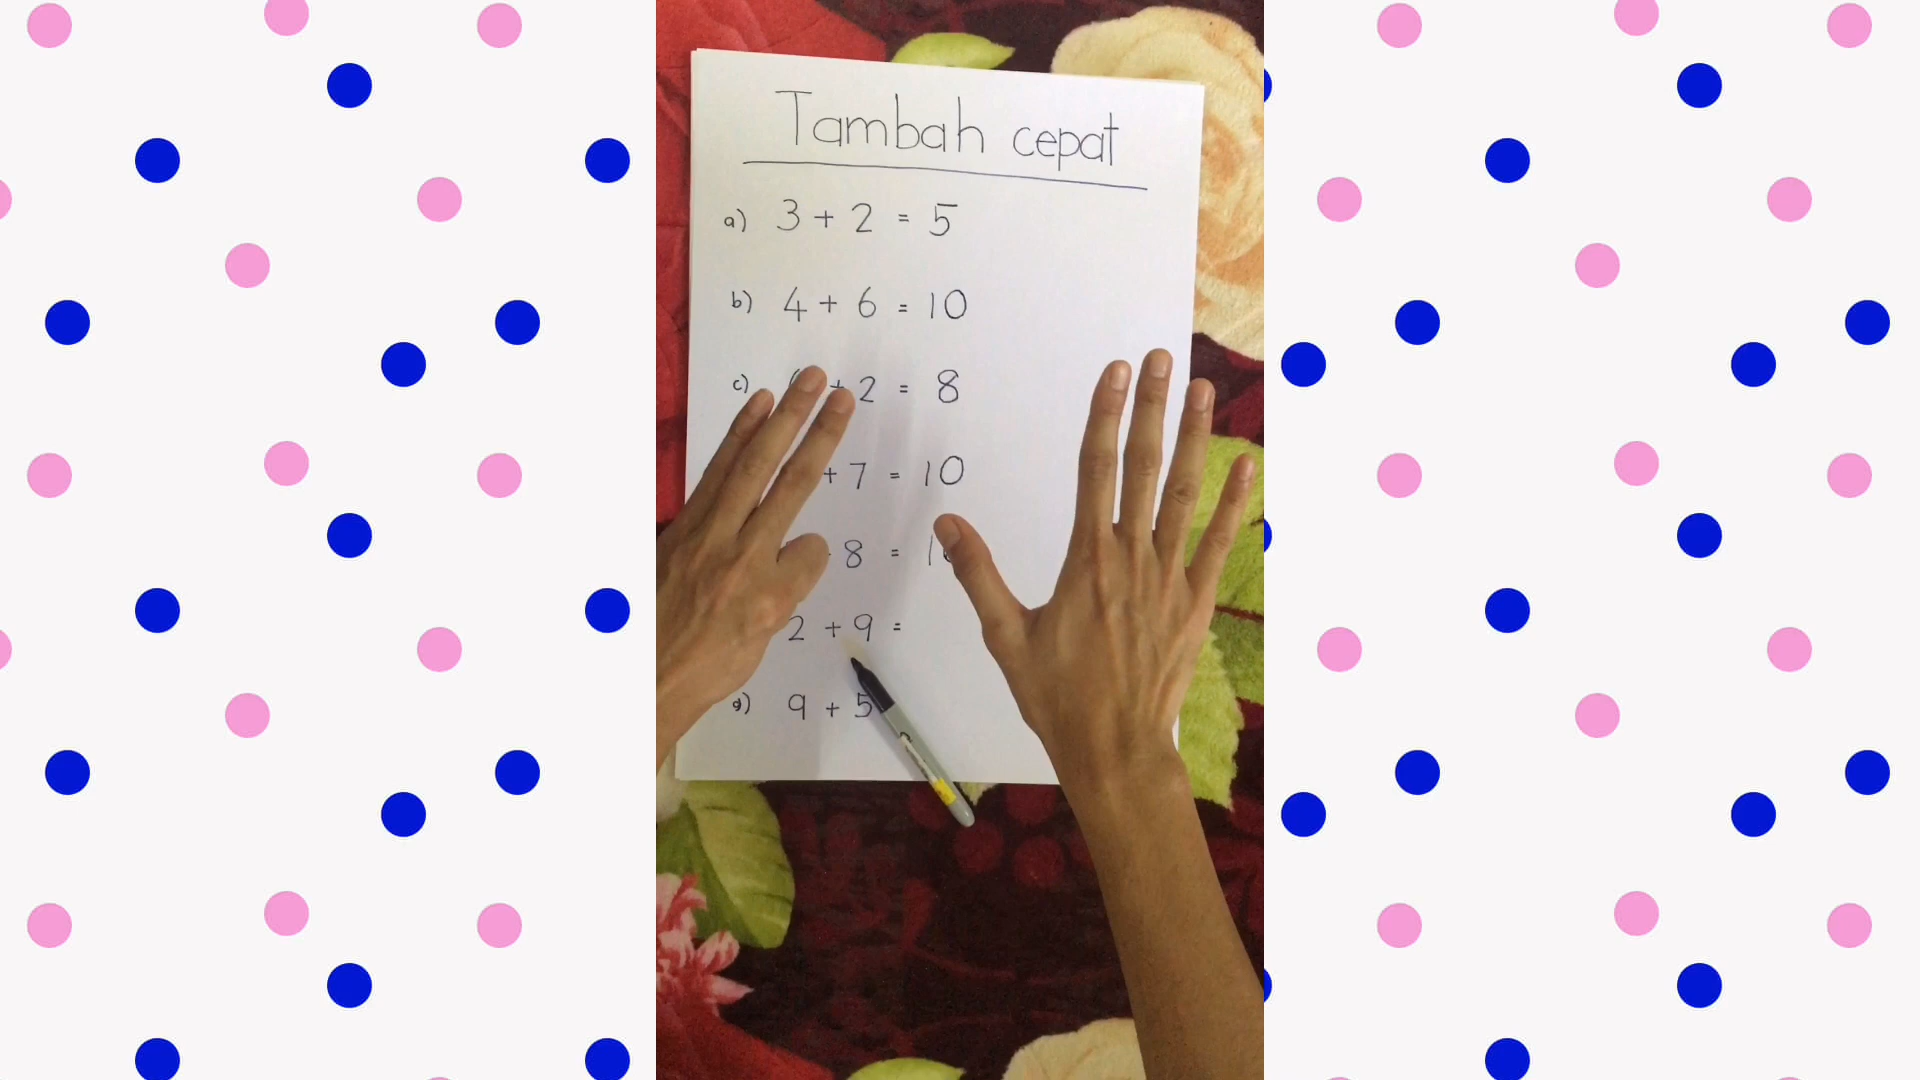 Tambah cepat
a) 3 + 2 = 5
b) 4 + 6 = 10
c) + 2 = 8
+ 7 = 10
8 =
2 + 9 =
g) 9 + 5